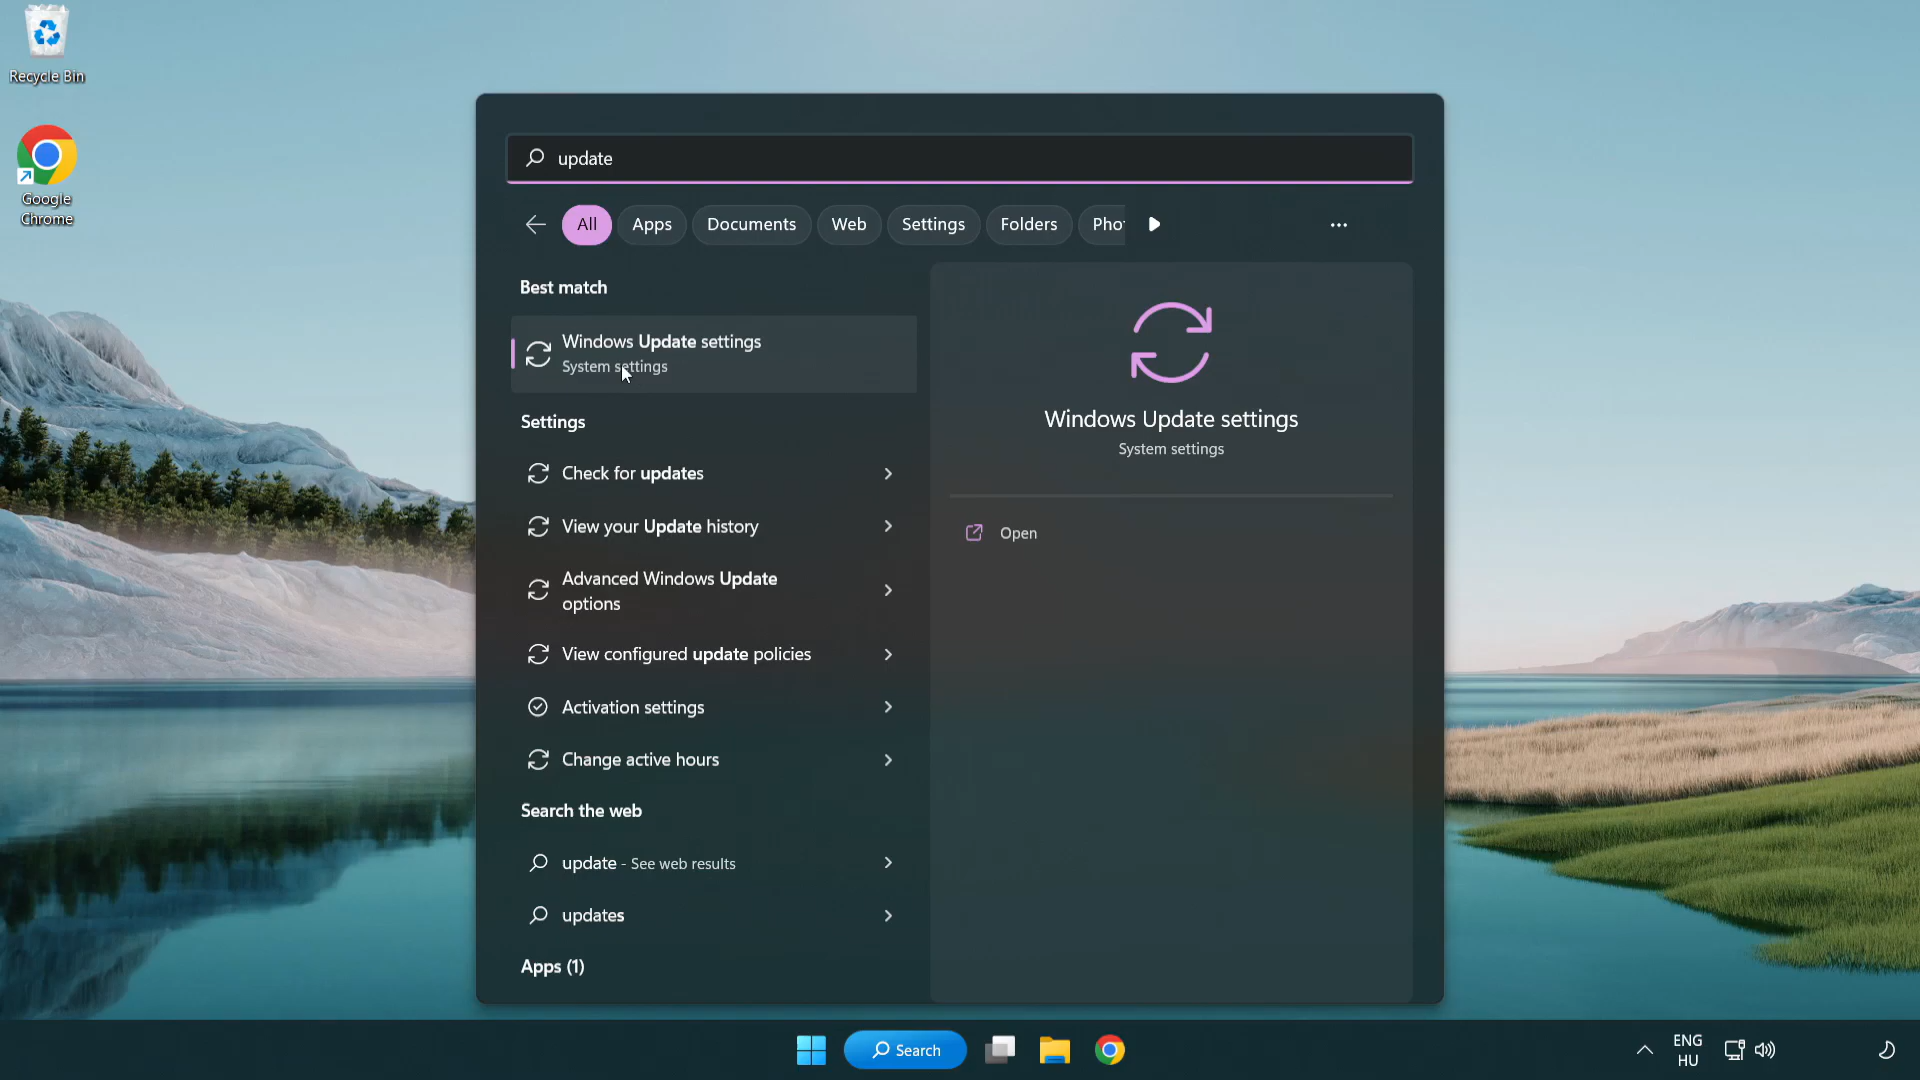 Recycle Bin
Google
Chrome
update
All
Apps
Documents
Web
Settings
Folders
Pho
Best match
Windows Update settings
System settings
Settings
Check for updates
View your Update history
Advanced Windows Update
options
View configured update policies
Activation settings
Change active hours
Search the web
update - See web results
updates
Apps (1)
Windows Update settings
System settings
Open
Search
ENG
HU